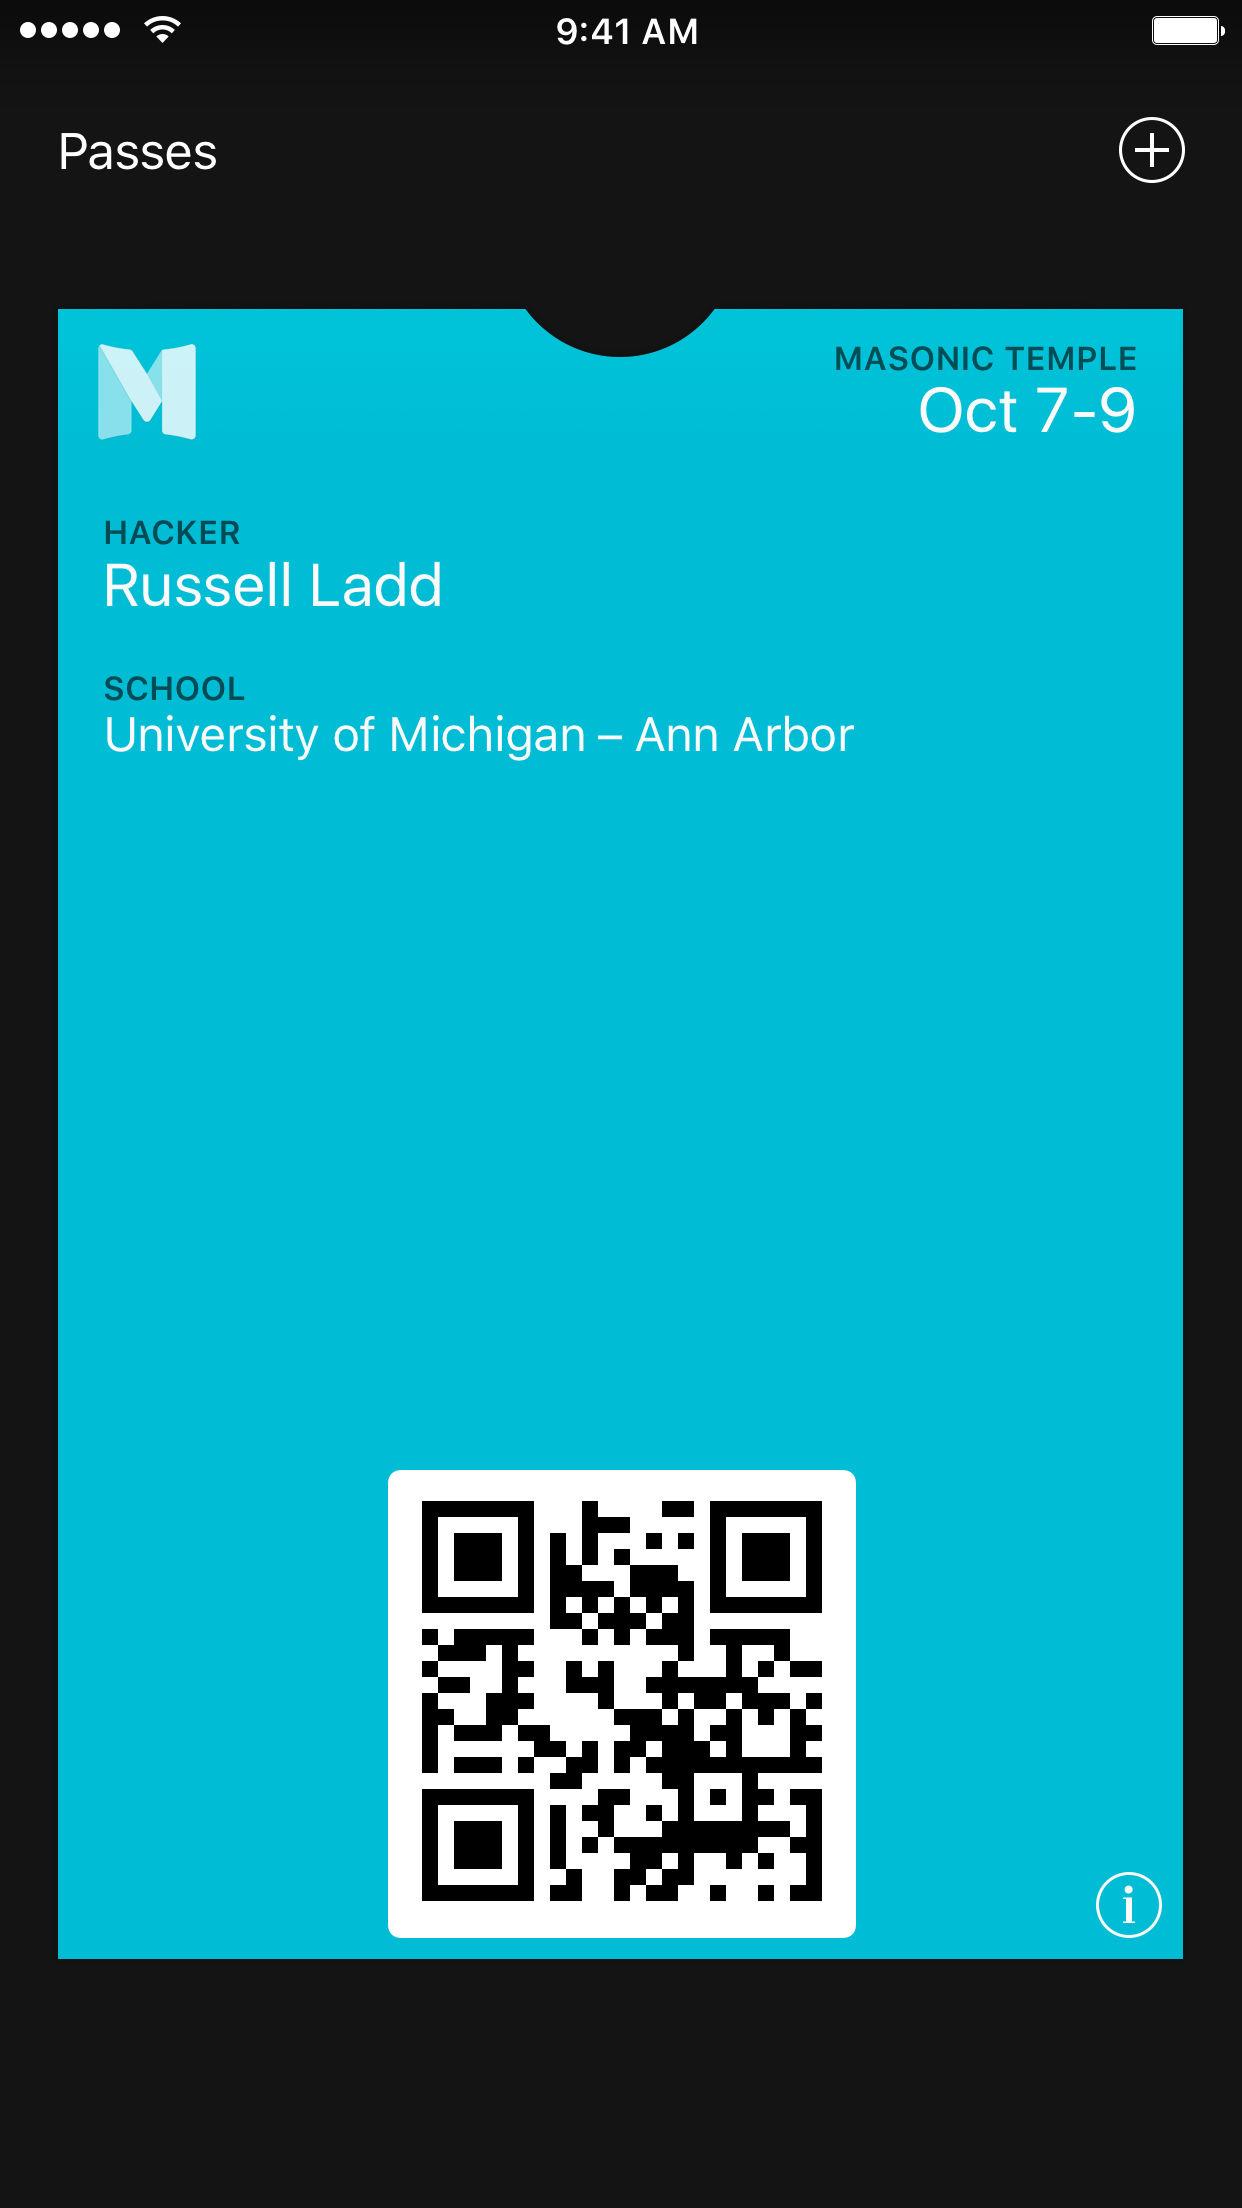 9:41 AM
Passes
MASONIC TEMPLE
Oct 7-9
HACKER
Russell Ladd
SCHOOL
University of Michigan – Ann Arbor